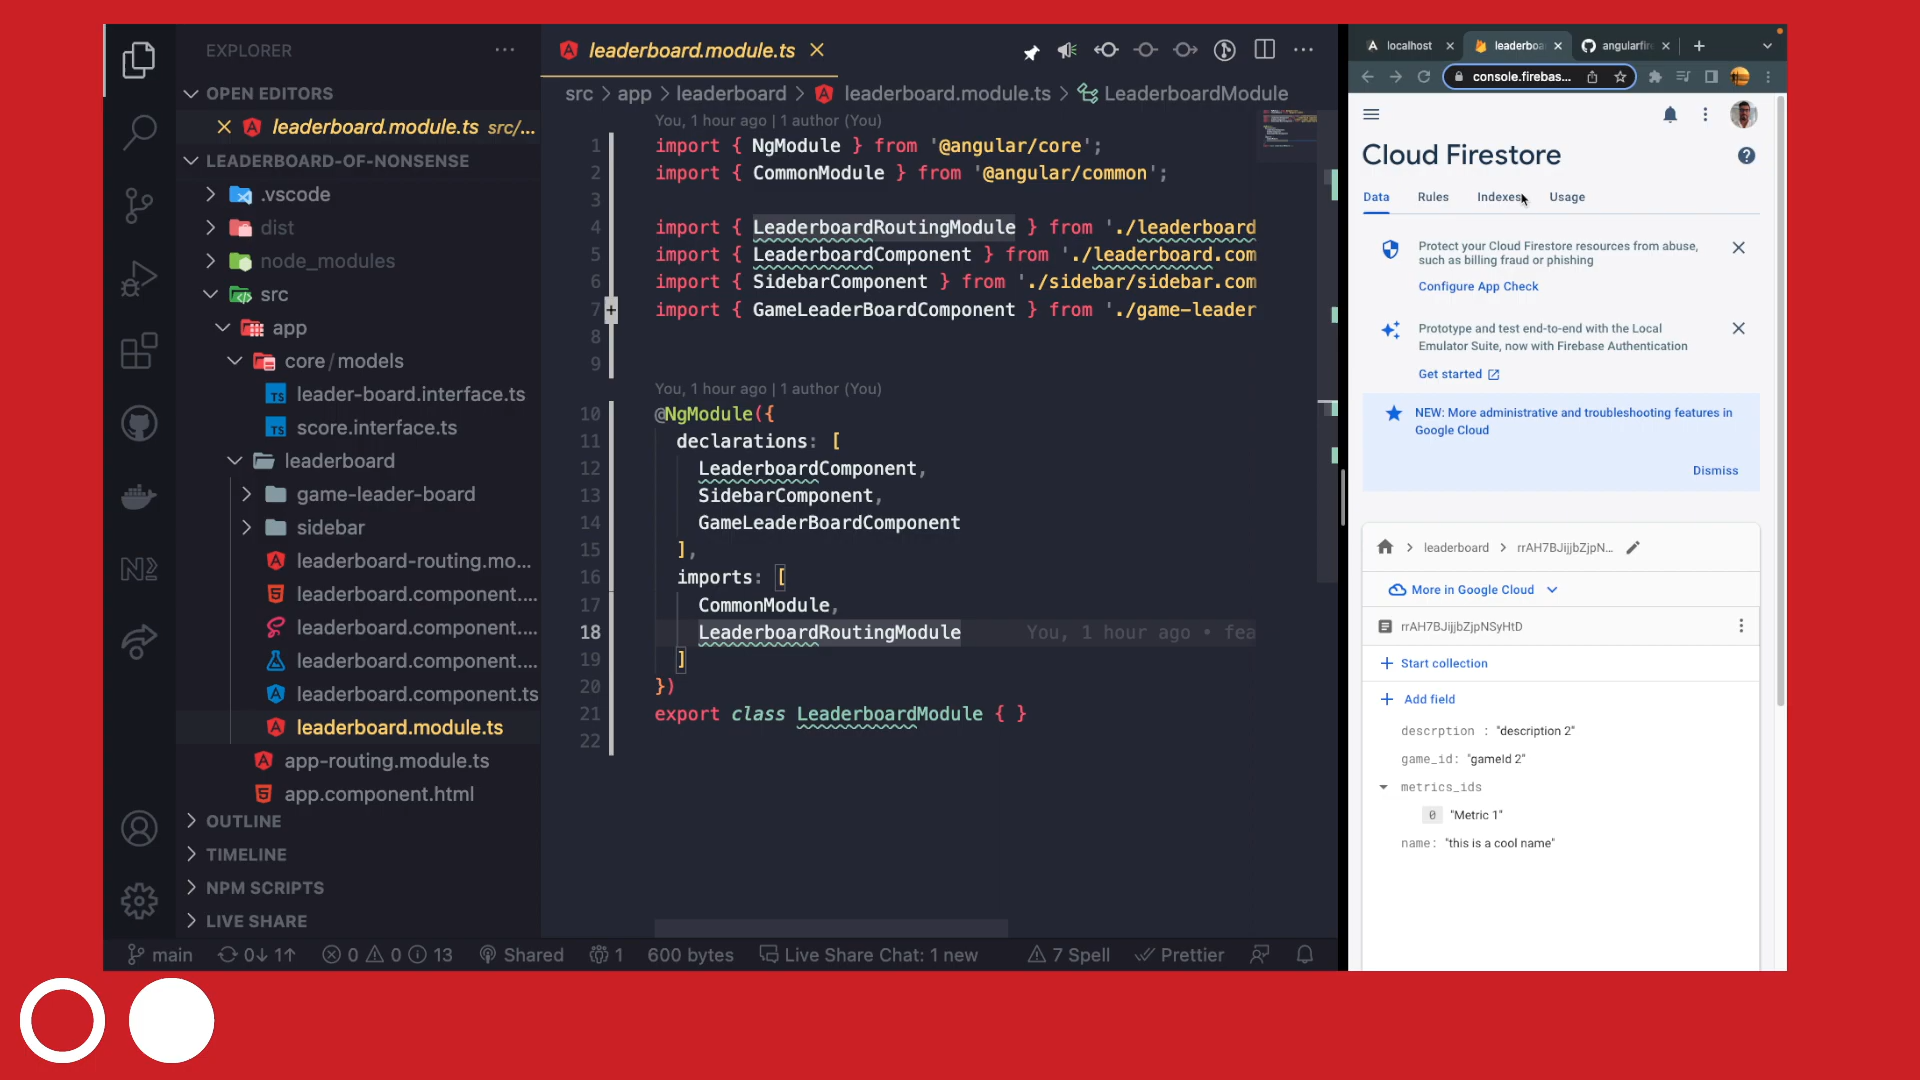 EXPLORER
OPEN EDITORS
leaderboard.module.ts src/...
LEADERBOARD-OF-NONSENSE
.vscode
dist
node_modules
src
app
core/models
leader-board.interface.ts
score.interface.ts
leaderboard
game-leader-board
sidebar
leaderboard-routing.mo...
leaderboard.component....
leaderboard.component....
leaderboard.component....
leaderboard.component.ts
leaderboard.module.ts
app-routing.module.ts
app.component.html
OUTLINE
TIMELINE
NPM SCRIPTS
LIVE SHARE
leaderboard.module.ts
src > app > leaderboard > leaderboard.module.ts > LeaderboardModule
You, 1 hour ago | 1 author (You)
1 import { NgModule } from '@angular/core';
2 import { CommonModule } from '@angular/common';
3
4 import { LeaderboardRoutingModule } from './leaderboard
5 import { LeaderboardComponent } from './leaderboard.com
6 import { SidebarComponent } from './sidebar/sidebar.com
7 import { GameLeaderBoardComponent } from './game-leader
8
9
You, 1 hour ago | 1 author (You)
10 @NgModule({
11 declarations: [
12 LeaderboardComponent,
13 SidebarComponent,
14 GameLeaderBoardComponent
15 ],
16 imports: [
17 CommonModule,
18 LeaderboardRoutingModule You, 1 hour ago • fea
19 ]
20 })
21 export class LeaderboardModule { }
22
main 0↓ 1↑ 0 0 13 Shared 1 600 bytes Live Share Chat: 1 new 7 Spell Prettier
localhost leaderboa angularfire
console.firebas...
Cloud Firestore
Data Rules Indexes Usage
Protect your Cloud Firestore resources from abuse,
such as billing fraud or phishing
Configure App Check
Prototype and test end-to-end with the Local
Emulator Suite, now with Firebase Authentication
Get started
NEW: More administrative and troubleshooting features in
Google Cloud
Dismiss
leaderboard > rrAH7BJijjbZjpN...
More in Google Cloud
rrAH7BJijjbZjpNSyHtD
+ Start collection
+ Add field
descrption : "description 2"
game_id: "gameId 2"
metrics_ids
0 "Metric 1"
name: "this is a cool name"